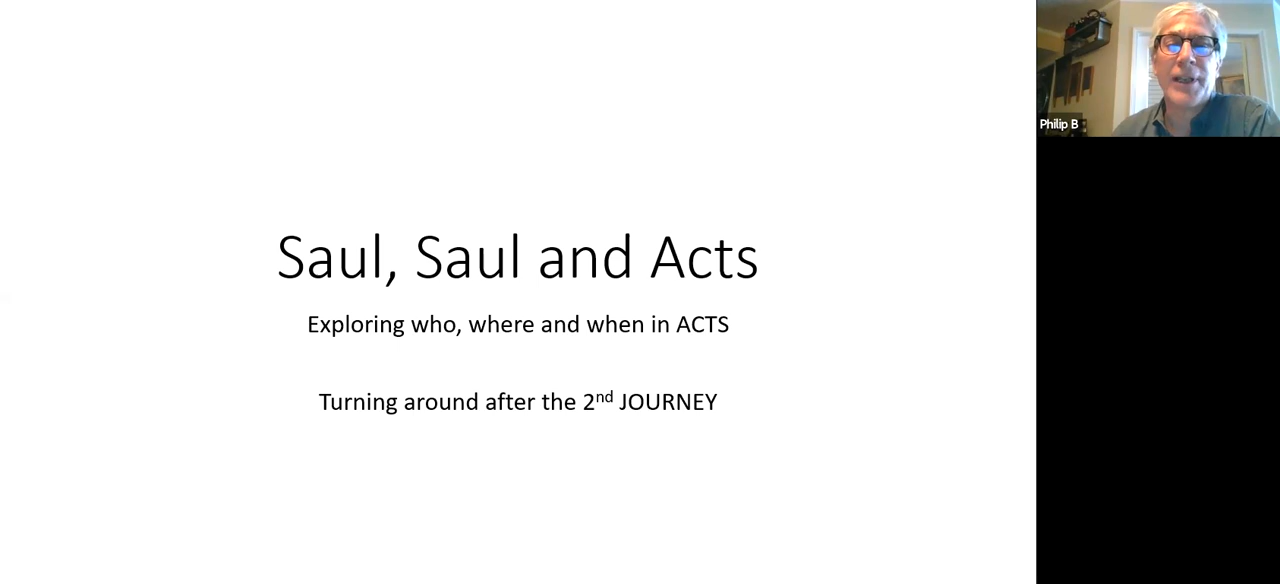 Saul, Saul and Acts
Exploring who, where and when in ACTS
Turning around after the 2nd JOURNEY
Philip B